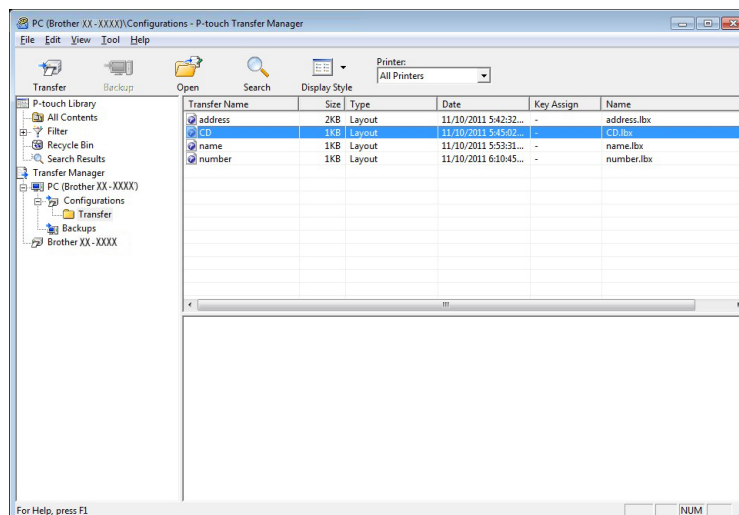 PC (Brother XX-XXXX)\Configurations - P-touch Transfer Manager
File Edit View Tool Help
Transfer Backup Open Search Display Style Printer: All Printers
P-touch Library
All Contents
Filter
Recycle Bin
Search Results
Transfer Manager
PC (Brother XX-XXXX)
Configurations
Transfer
Backups
Brother XX-XXXX
Transfer Name Size Type Date Key Assign Name
address 2KB Layout 11/10/2011 5:42:32... - address.lbx
CD 1KB Layout 11/10/2011 5:45:02... - CD.lbx
name 1KB Layout 11/10/2011 5:53:31... - name.lbx
number 1KB Layout 11/10/2011 6:10:45... - number.lbx
For Help, press F1 NUM